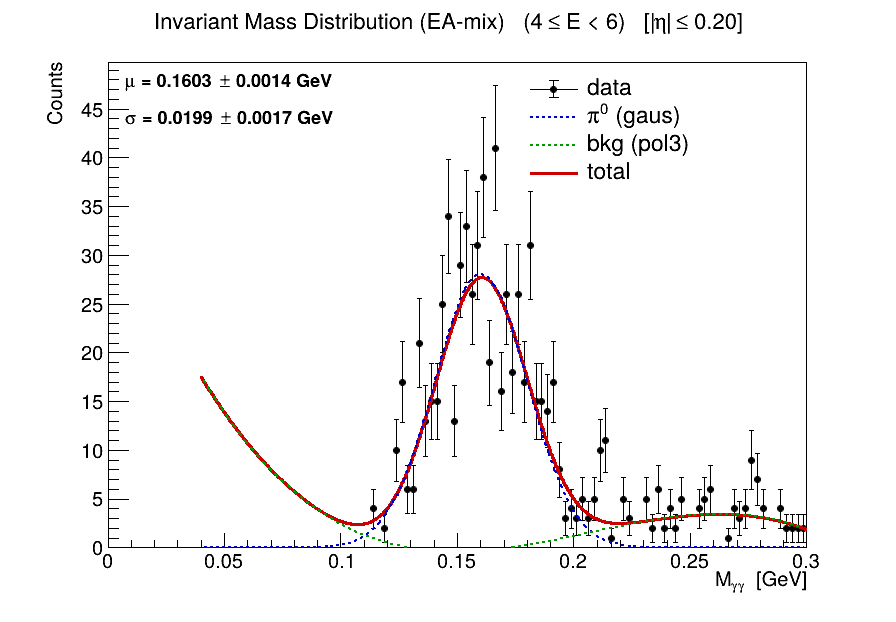 Invariant Mass Distribution (EA-mix) (4 ≤ E < 6) [|η| ≤ 0.20]
Counts
μ = 0.1603 ± 0.0014 GeV
σ = 0.0199 ± 0.0017 GeV
data
π⁰ (gaus)
bkg (pol3)
total
45
40
35
30
25
20
15
10
5
0
0 0.05 0.1 0.15 0.2 0.25 0.3
M_γγ [GeV]